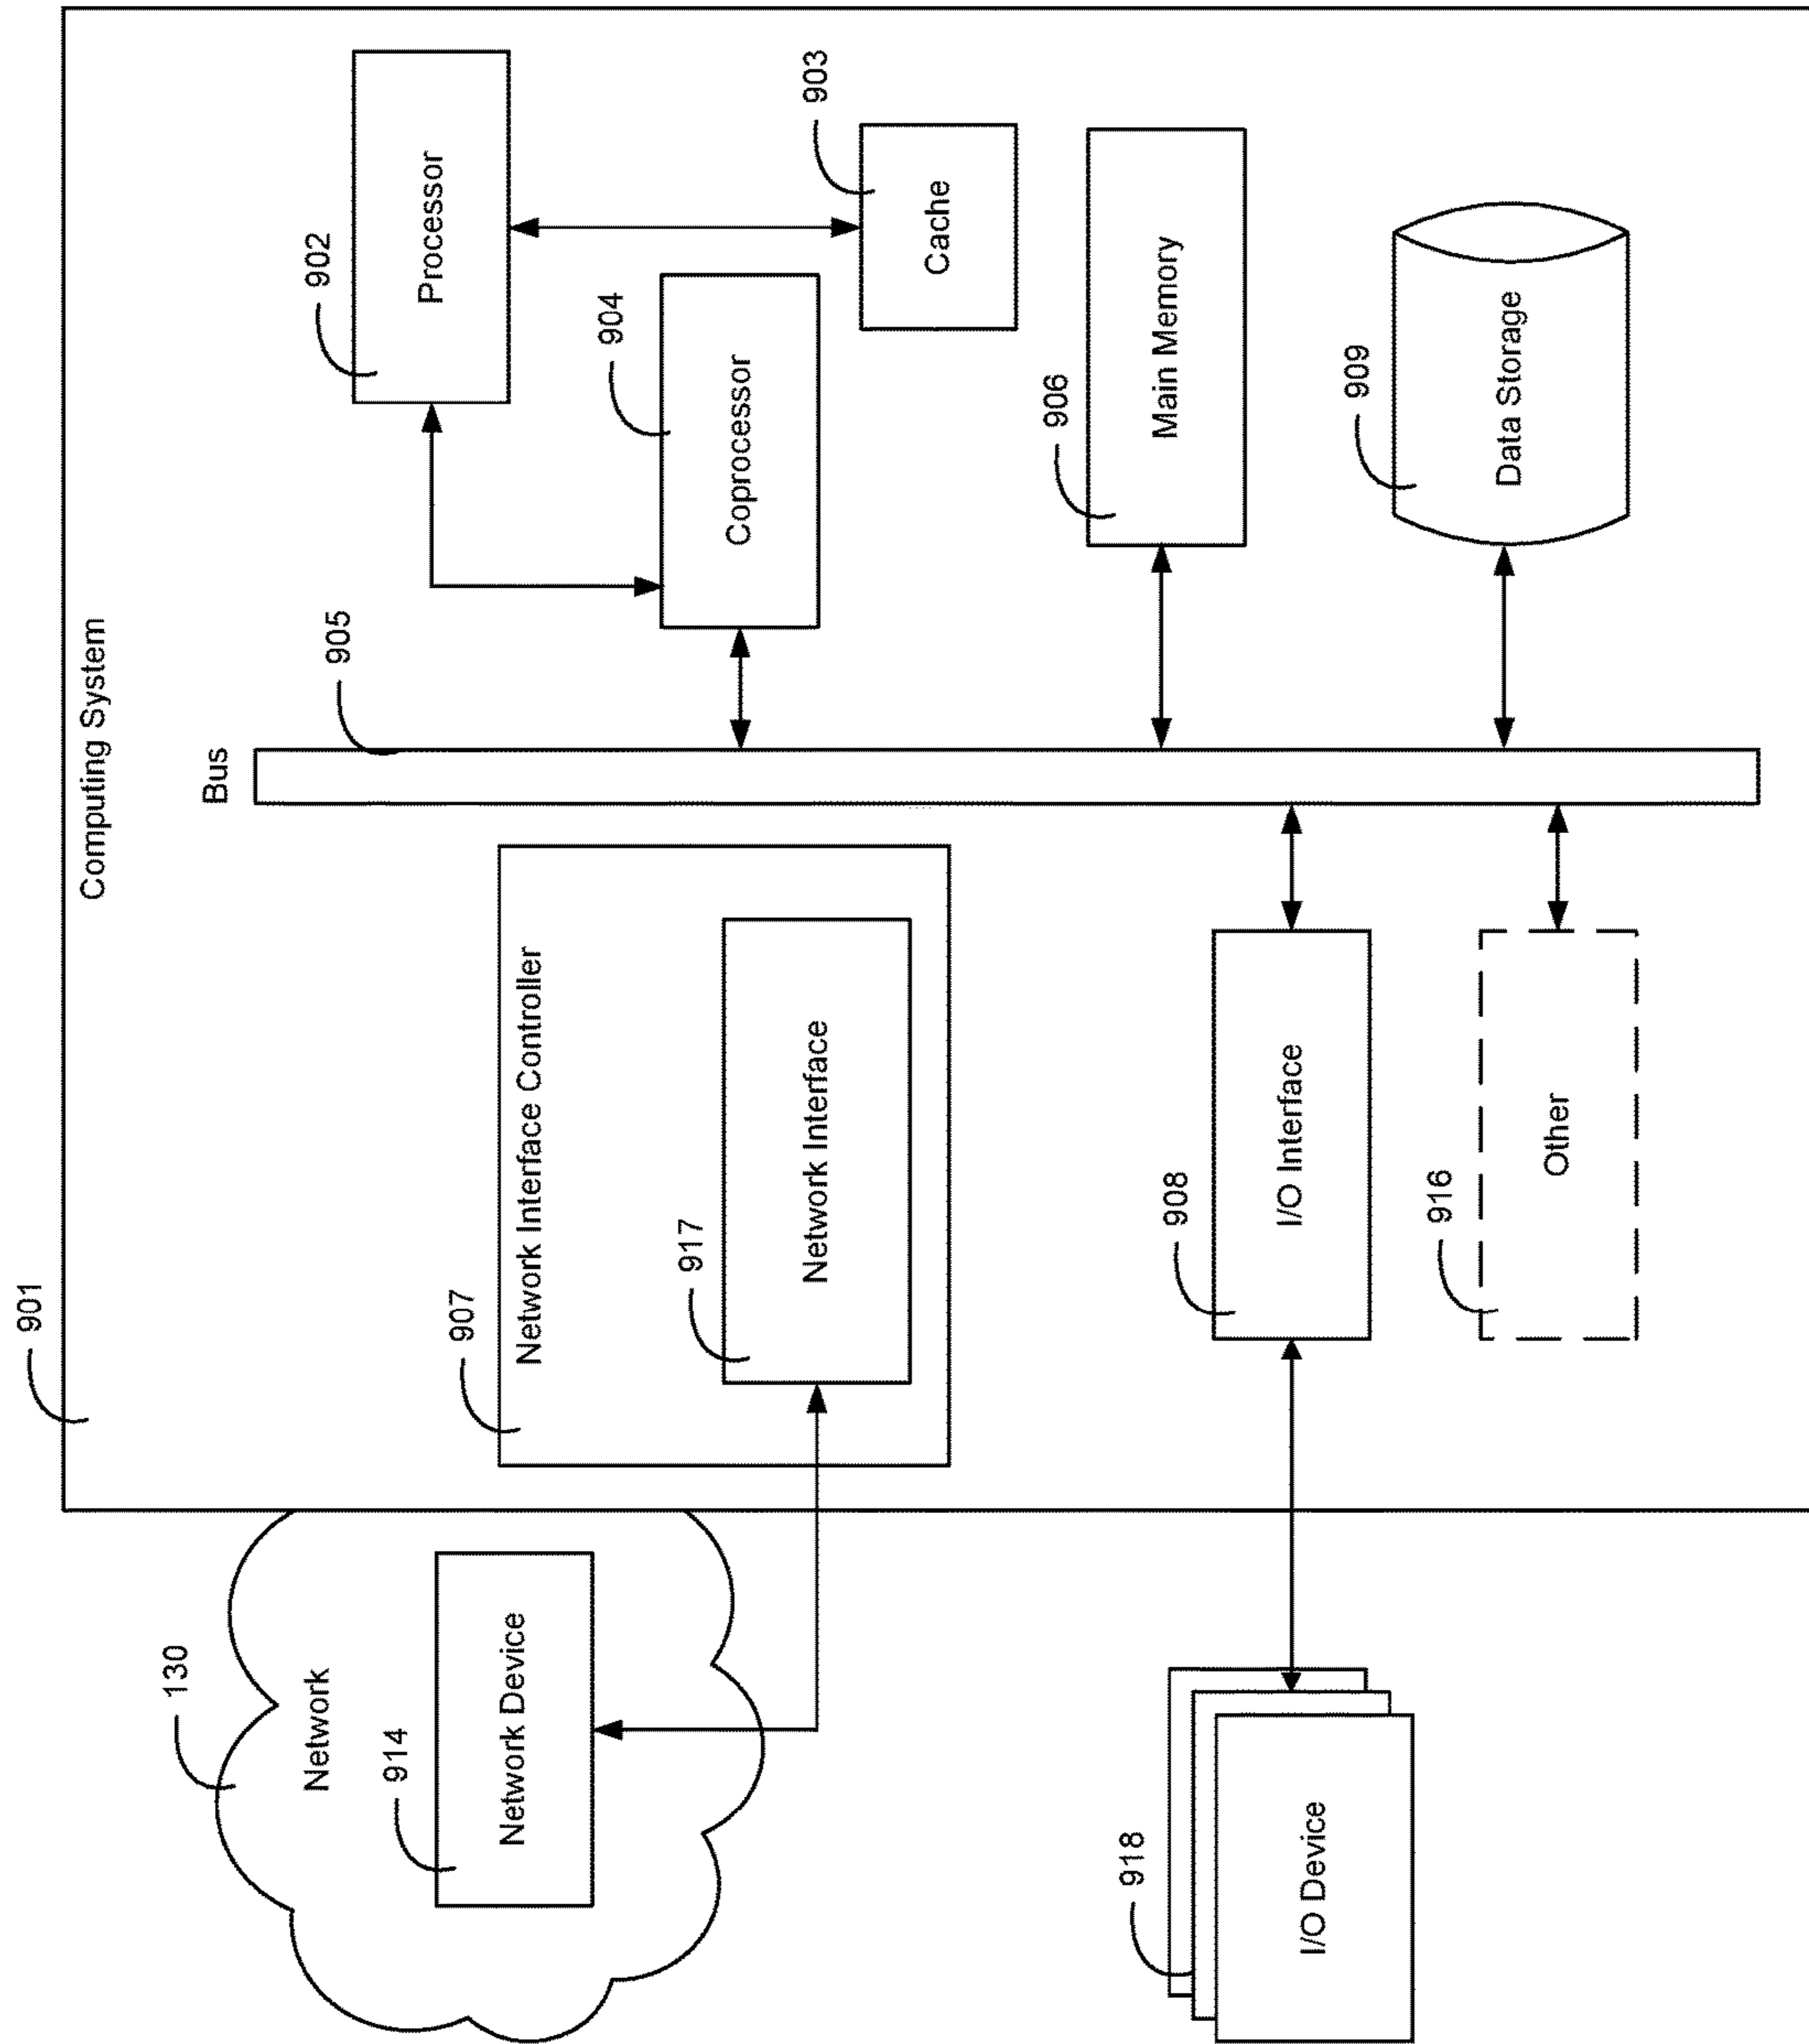 901
Computing System
130
Network
914
Network Device
907
Network Interface Controller
917
Network Interface
Bus
905
902
Processor
904
Coprocessor
903
Cache
906
Main Memory
909
Data Storage
918
I/O Device
908
I/O Interface
916
Other